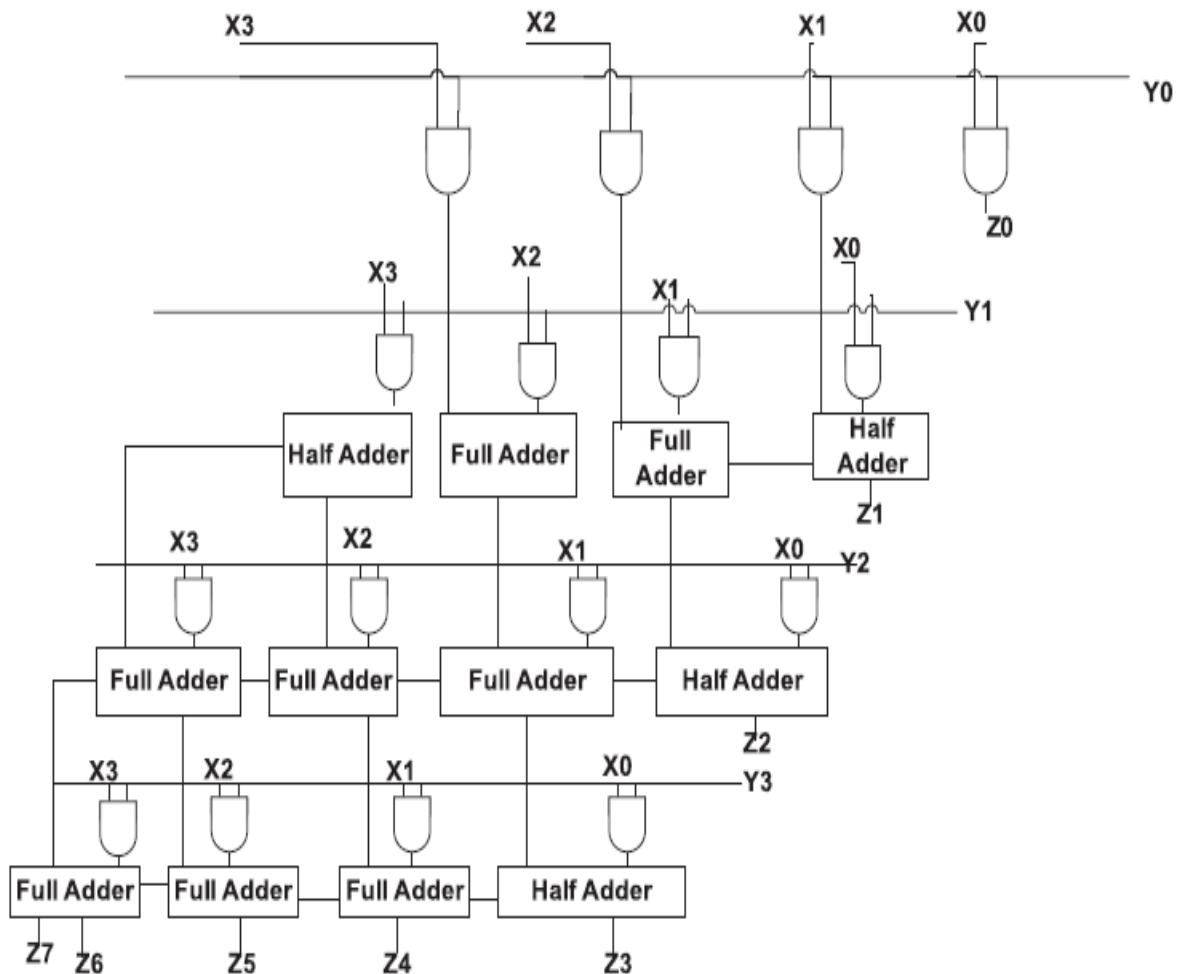 X3 X2 X1 X0
Y0
Z0
X3 X2 X1 X0
Y1
Half Adder Full Adder Full Adder Half Adder
Z1
X3 X2 X1 X0 Y2
Full Adder Full Adder Full Adder Half Adder
Z2
X3 X2 X1 X0 Y3
Full Adder Full Adder Full Adder Half Adder
Z7 Z6 Z5 Z4 Z3